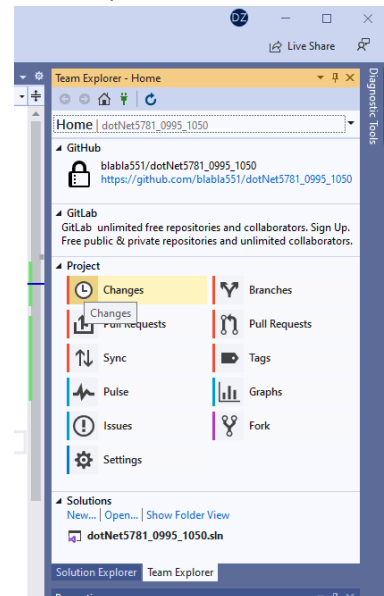 DZ
Live Share
Team Explorer - Home
Home | dotNet5781_0995_1050
GitHub
blabla551/dotNet5781_0995_1050
https://github.com/blabla551/dotNet5781_0995_1050
GitLab
GitLab unlimited free repositories and collaborators. Sign Up.
Free public & private repositories and unlimited collaborators.
Project
Changes
Branches
Changes
Pull Requests
Pull Requests
Sync
Tags
Pulse
Graphs
Issues
Fork
Settings
Solutions
New... | Open... | Show Folder View
dotNet5781_0995_1050.sln
Solution Explorer
Team Explorer
Diagnostic Tools